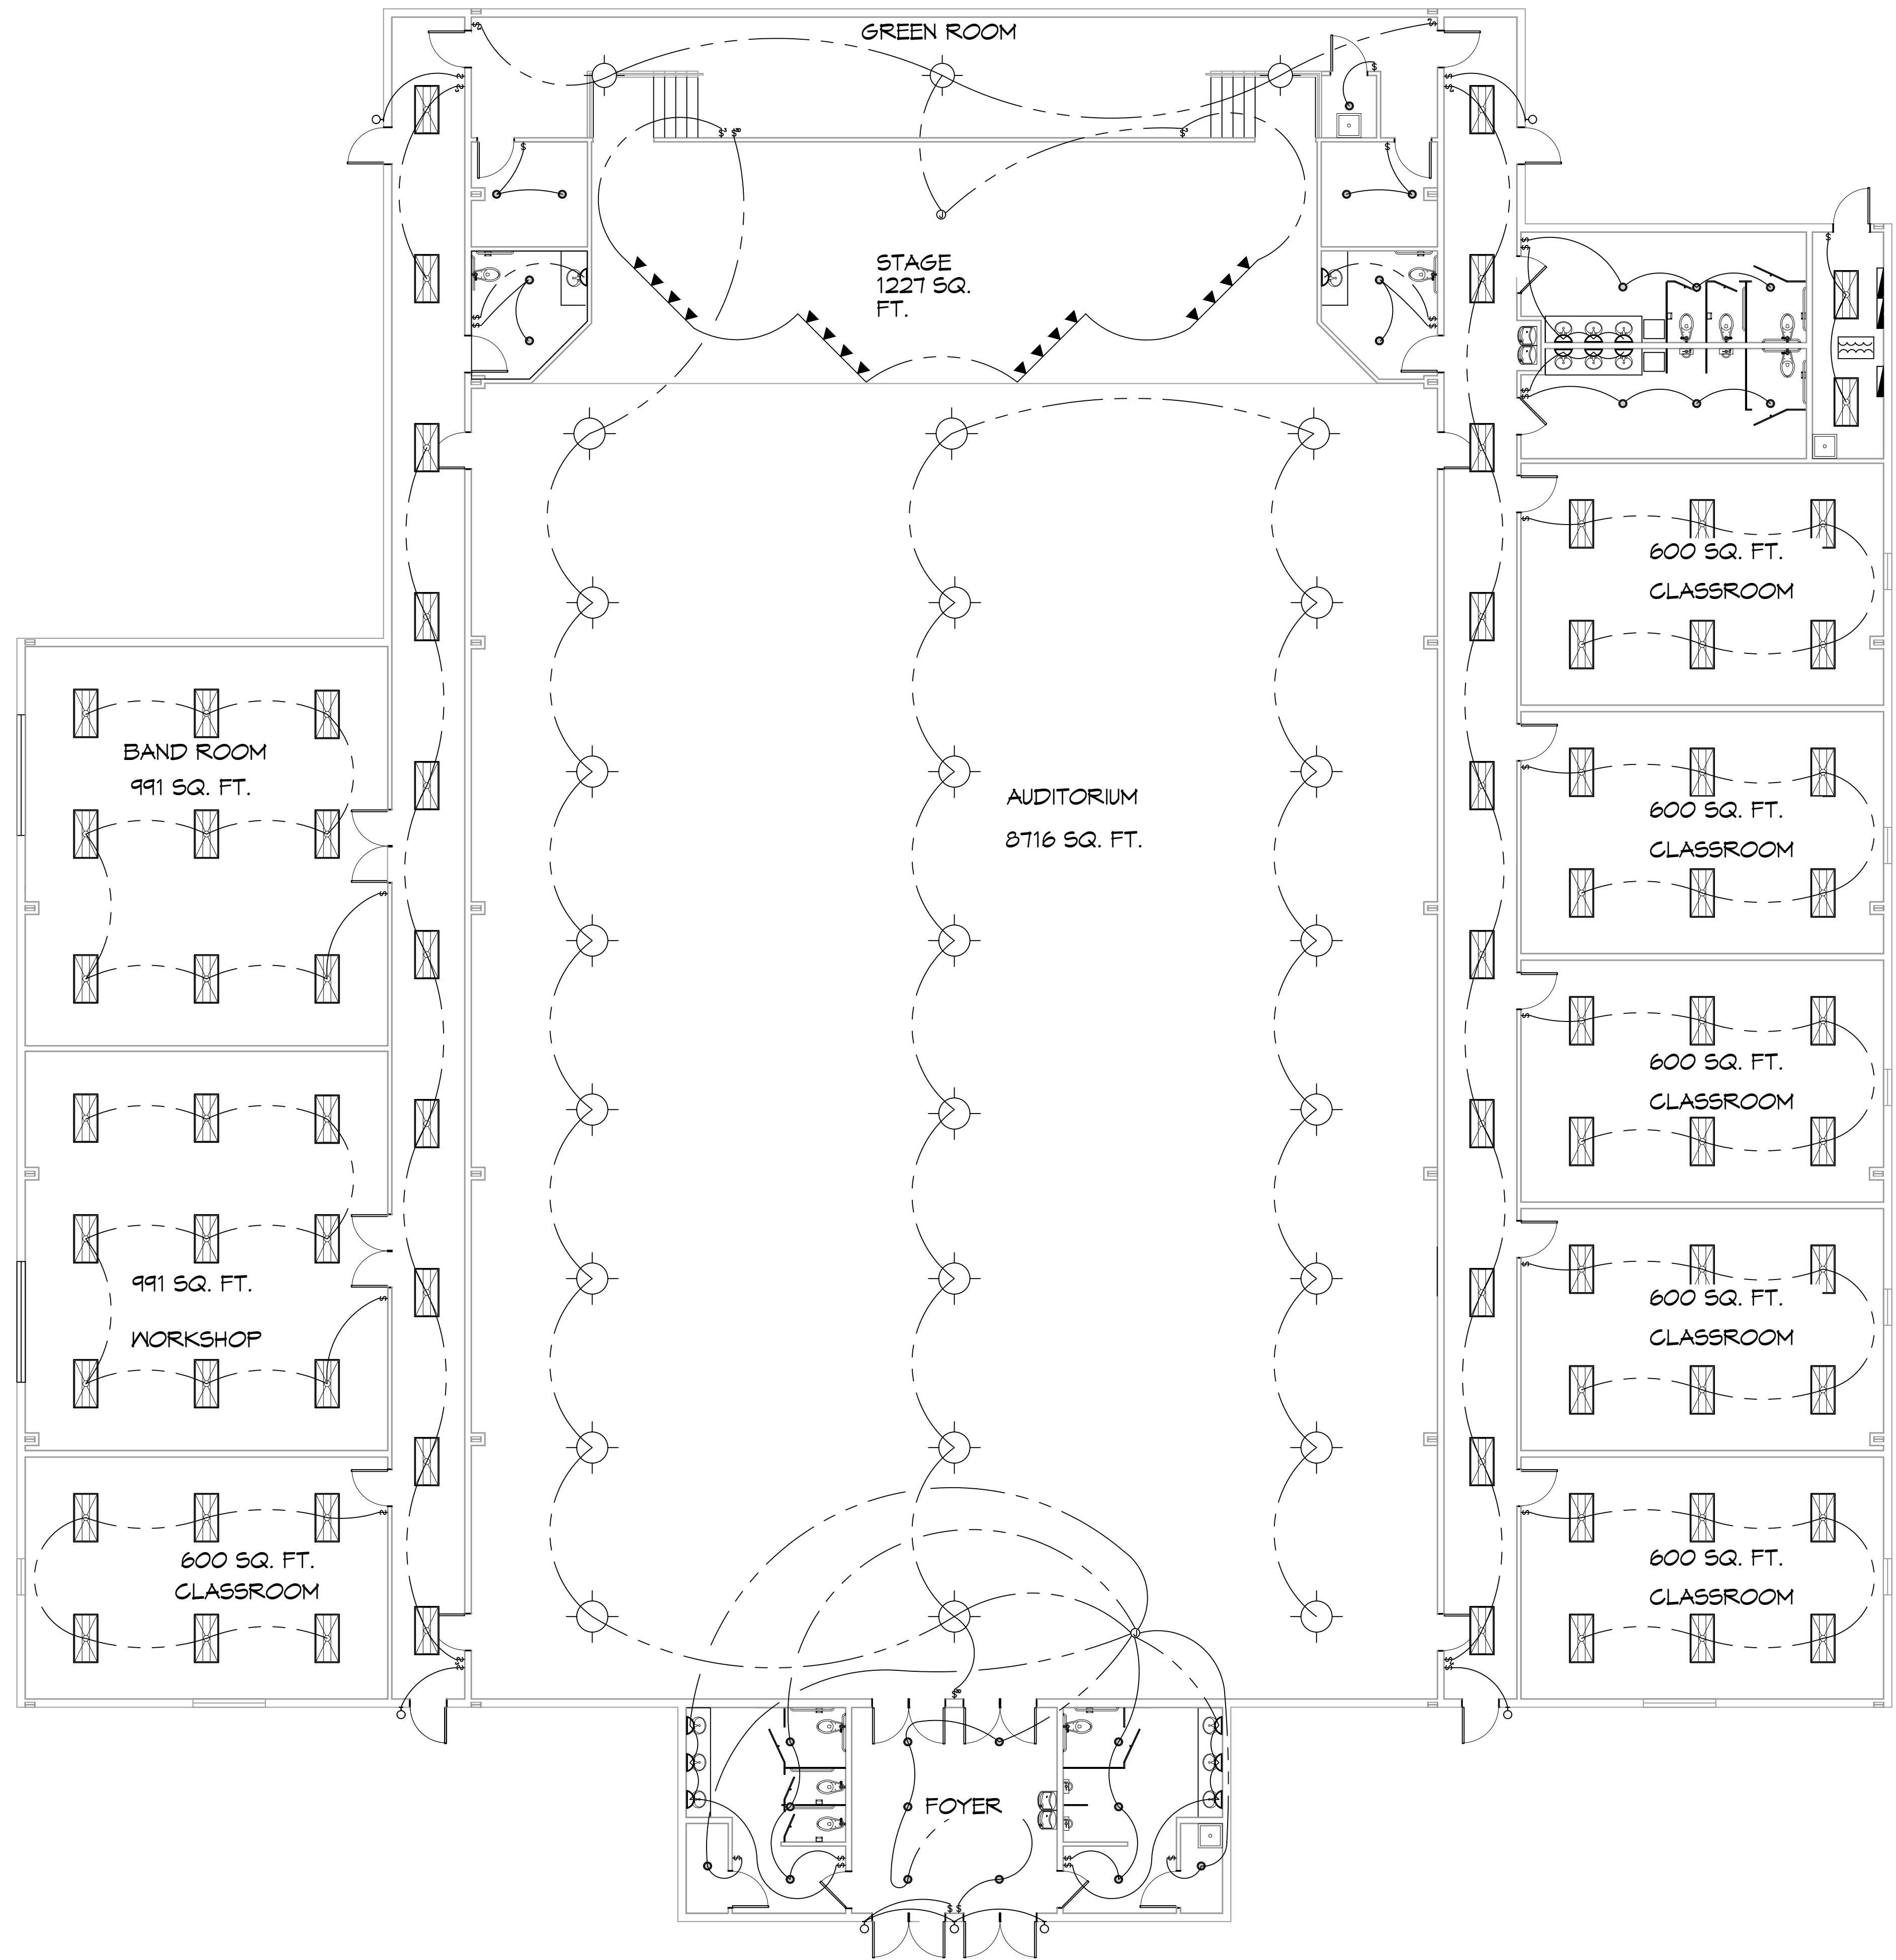 GREEN ROOM
STAGE
1227 SQ.
FT.
600 SQ. FT.
CLASSROOM
BAND ROOM
991 SQ. FT.
AUDITORIUM
8716 SQ. FT.
600 SQ. FT.
CLASSROOM
600 SQ. FT.
CLASSROOM
991 SQ. FT.
WORKSHOP
600 SQ. FT.
CLASSROOM
600 SQ. FT.
CLASSROOM
600 SQ. FT.
CLASSROOM
FOYER